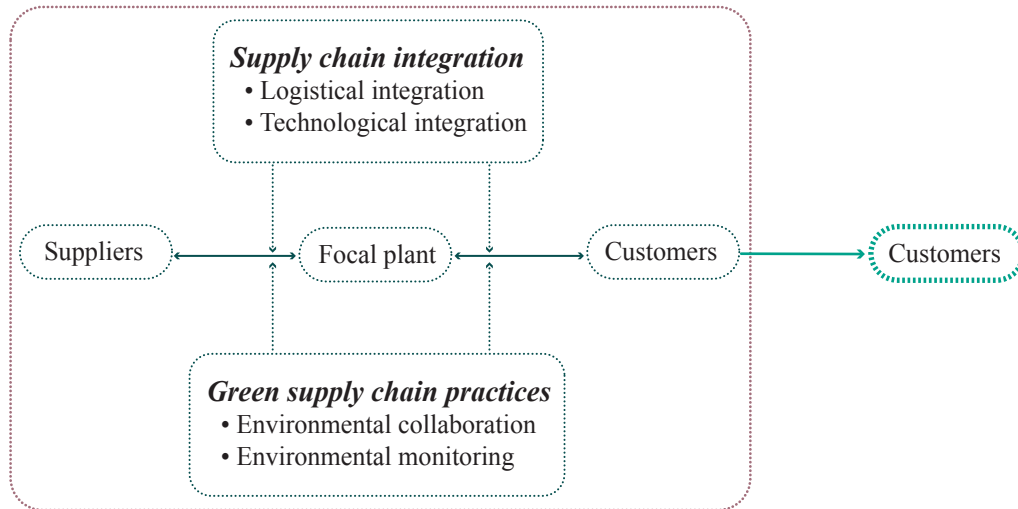 Supply chain integration
• Logistical integration
• Technological integration
Suppliers
Focal plant
Customers
Customers
Green supply chain practices
• Environmental collaboration
• Environmental monitoring